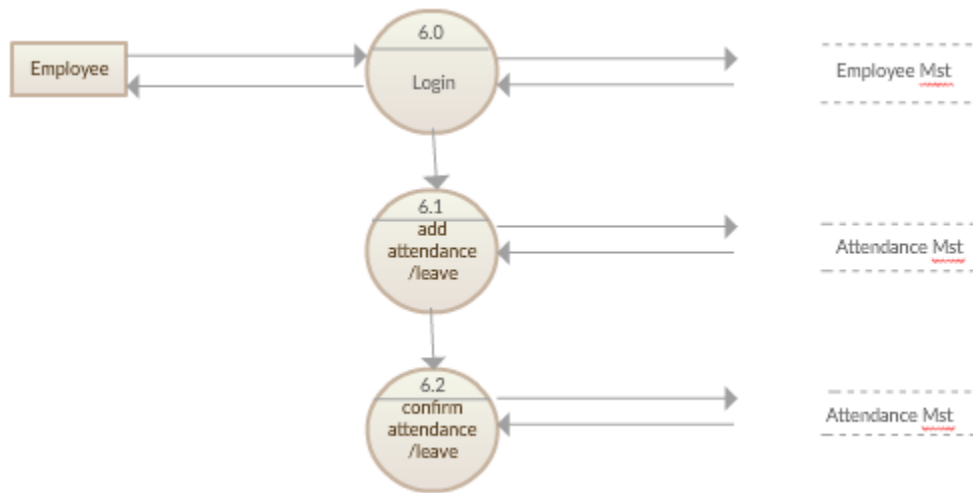 6.0
Employee
Login
Employee Mst
6.1
add
attendance
/leave
Attendance Mst
6.2
confirm
attendance
/leave
Attendance Mst